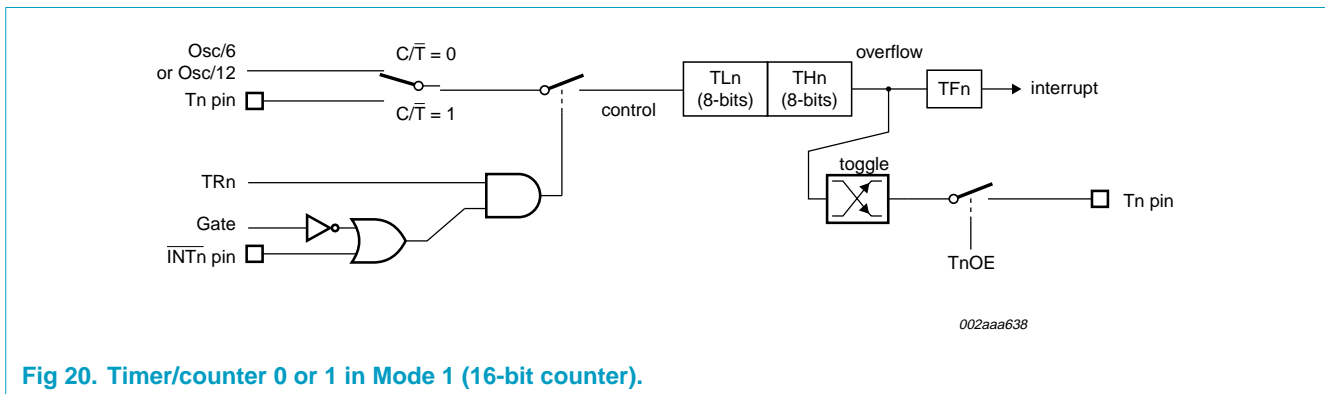 Osc/6
or Osc/12
C/T̅ = 0
Tn pin
C/T̅ = 1
TRn
Gate
I̅N̅T̅n pin
control
TLn
(8-bits)
THn
(8-bits)
overflow
TFn
interrupt
toggle
Tn pin
TnOE
002aaa638
Fig 20. Timer/counter 0 or 1 in Mode 1 (16-bit counter).